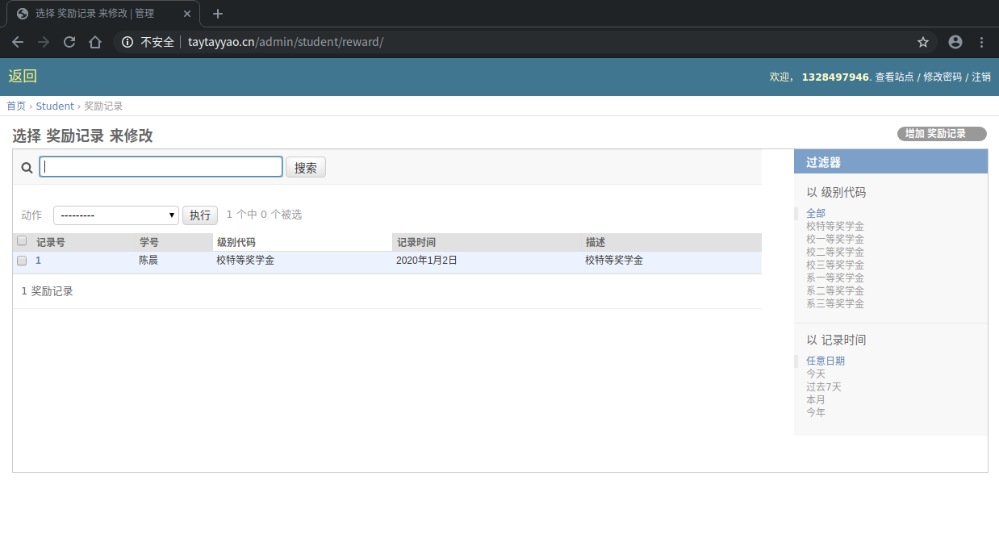 选择 奖励记录 来修改 | 管理
不安全 taytayyao.cn/admin/student/reward/
返回
欢迎， 1328497946. 查看站点 / 修改密码 / 注销
首页 › Student › 奖励记录
选择 奖励记录 来修改
增加 奖励记录
搜索
动作 --------- 执行 1 个中 0 个被选
记录号 学号 级别代码 记录时间 描述
1 陈晨 校特等奖学金 2020年1月2日 校特等奖学金
1 奖励记录
过滤器
以 级别代码
全部
校特等奖学金
校一等奖学金
校二等奖学金
校三等奖学金
系一等奖学金
系二等奖学金
系三等奖学金
以 记录时间
任意日期
今天
过去7天
本月
今年